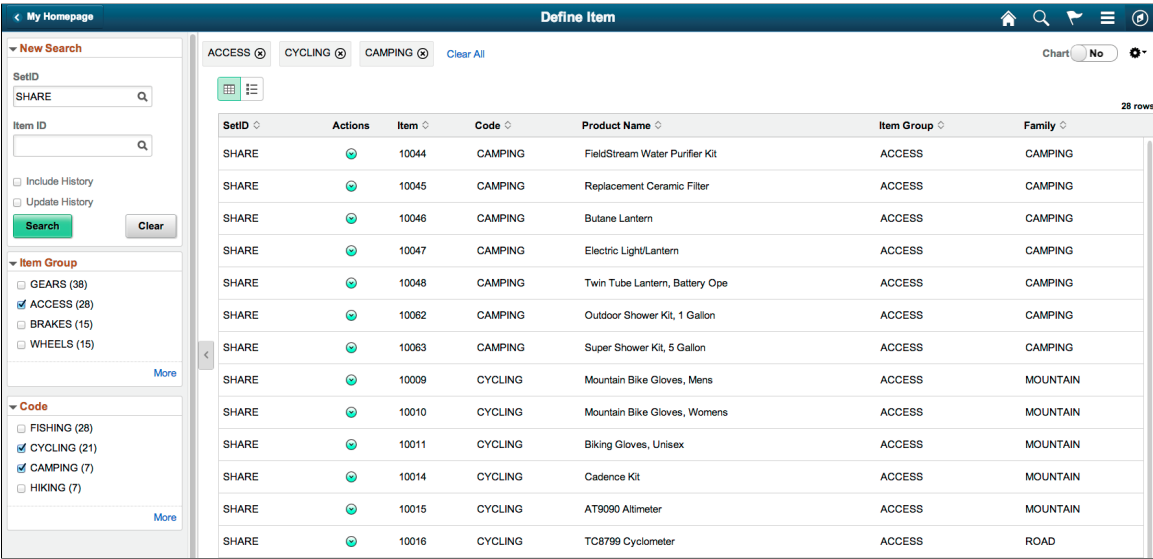 My Homepage
Define Item
New Search
SetID
SHARE
Item ID
Include History
Update History
Search Clear
Item Group
GEARS (38)
ACCESS (28)
BRAKES (15)
WHEELS (15)
More
Code
FISHING (28)
CYCLING (21)
CAMPING (7)
HIKING (7)
More
ACCESS CYCLING CAMPING Clear All
Chart No
28 rows
SetID Actions Item Code Product Name Item Group Family
SHARE 10044 CAMPING FieldStream Water Purifier Kit ACCESS CAMPING
SHARE 10045 CAMPING Replacement Ceramic Filter ACCESS CAMPING
SHARE 10046 CAMPING Butane Lantern ACCESS CAMPING
SHARE 10047 CAMPING Electric Light/Lantern ACCESS CAMPING
SHARE 10048 CAMPING Twin Tube Lantern, Battery Ope ACCESS CAMPING
SHARE 10062 CAMPING Outdoor Shower Kit, 1 Gallon ACCESS CAMPING
SHARE 10063 CAMPING Super Shower Kit, 5 Gallon ACCESS CAMPING
SHARE 10009 CYCLING Mountain Bike Gloves, Mens ACCESS MOUNTAIN
SHARE 10010 CYCLING Mountain Bike Gloves, Womens ACCESS MOUNTAIN
SHARE 10011 CYCLING Biking Gloves, Unisex ACCESS MOUNTAIN
SHARE 10014 CYCLING Cadence Kit ACCESS MOUNTAIN
SHARE 10015 CYCLING AT9090 Altimeter ACCESS MOUNTAIN
SHARE 10016 CYCLING TC8799 Cyclometer ACCESS ROAD